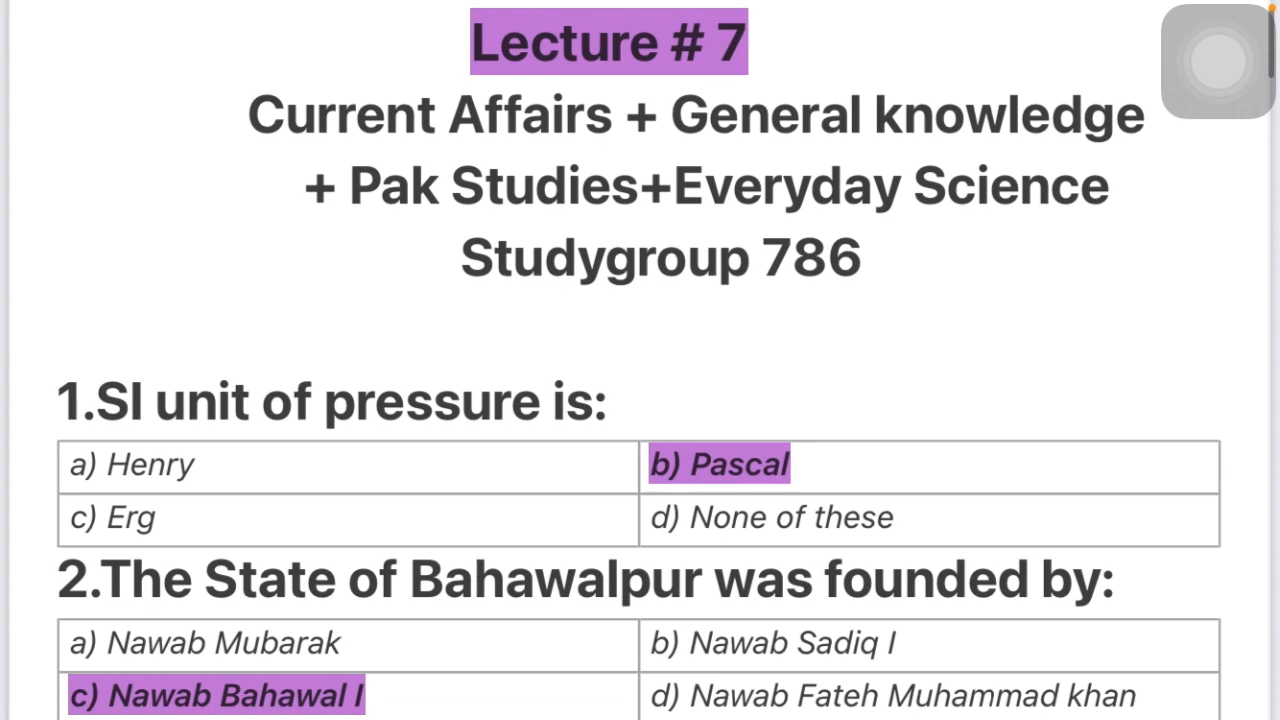 Lecture # 7
Current Affairs + General knowledge
+ Pak Studies+Everyday Science
Studygroup 786
1.SI unit of pressure is:
a) Henry
b) Pascal
c) Erg
d) None of these
2.The State of Bahawalpur was founded by:
a) Nawab Mubarak
b) Nawab Sadiq I
c) Nawab Bahawal I
d) Nawab Fateh Muhammad khan